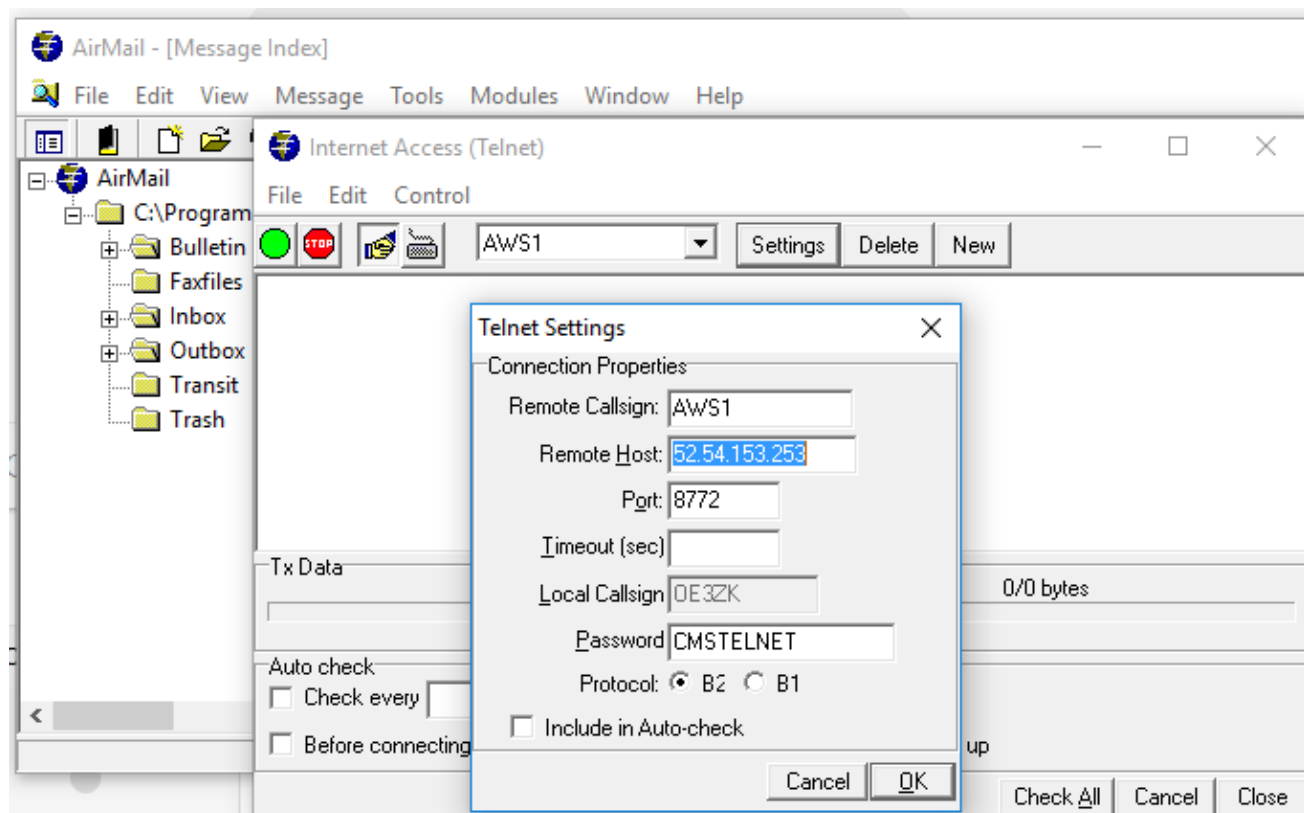 AirMail - [Message Index]
File Edit View Message Tools Modules Window Help
Internet Access (Telnet)
AirMail
File Edit Control
C:\Program
Bulletin
STOP
AWS1
Settings
Delete
New
Faxfiles
Inbox
Outbox
Transit
Trash
Telnet Settings
Connection Properties
Remote Callsign: AWS1
Remote Host: 52.54.153.253
Port: 8772
Timeout (sec)
Local Callsign OE3ZK
Password CMSTELNET
Protocol: B2 B1
Include in Auto-check
Cancel OK
Tx Data
0/0 bytes
Auto check
Check every
Before connecting
up
Check All Cancel Close